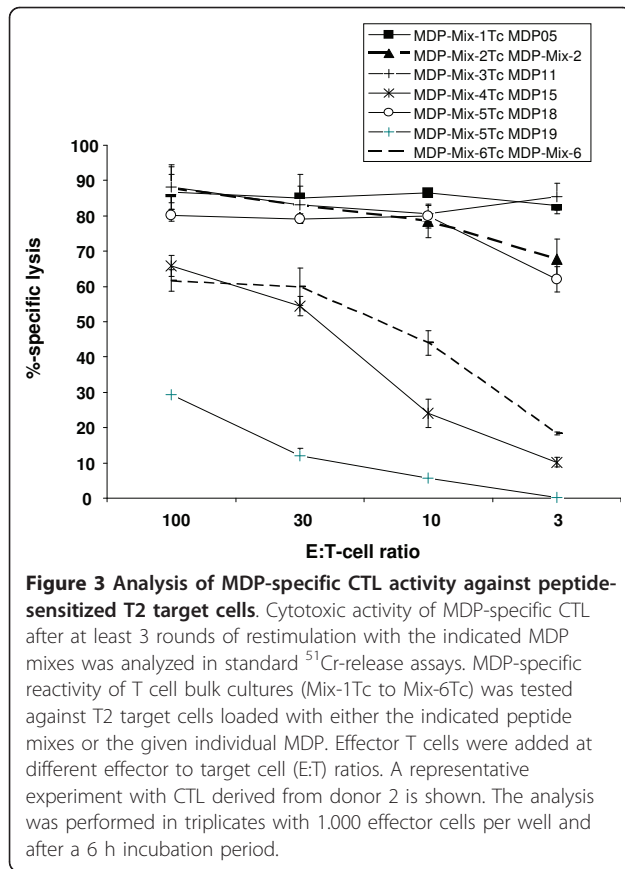 MDP-Mix-1Tc MDP05
MDP-Mix-2Tc MDP-Mix-2
MDP-Mix-3Tc MDP11
MDP-Mix-4Tc MDP15
MDP-Mix-5Tc MDP18
MDP-Mix-5Tc MDP19
MDP-Mix-6Tc MDP-Mix-6
100
90
80
70
60
50
40
30
20
10
0
%-specific lysis
100 30 10 3
E:T-cell ratio
Figure 3 Analysis of MDP-specific CTL activity against peptide-
sensitized T2 target cells. Cytotoxic activity of MDP-specific CTL
after at least 3 rounds of restimulation with the indicated MDP
mixes was analyzed in standard ⁵¹Cr-release assays. MDP-specific
reactivity of T cell bulk cultures (Mix-1Tc to Mix-6Tc) was tested
against T2 target cells loaded with either the indicated peptide
mixes or the given individual MDP. Effector T cells were added at
different effector to target cell (E:T) ratios. A representative
experiment with CTL derived from donor 2 is shown. The analysis
was performed in triplicates with 1.000 effector cells per well and
after a 6 h incubation period.